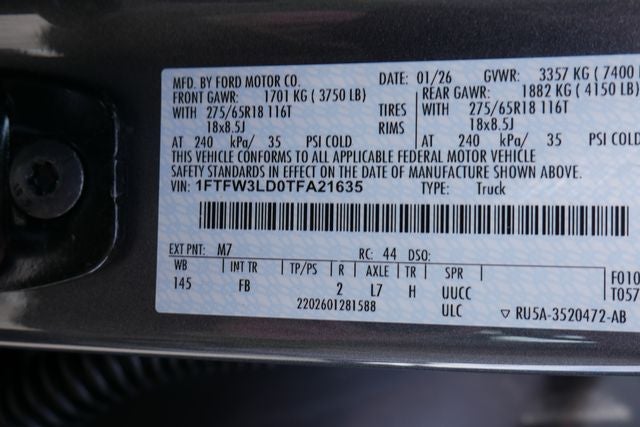 MFD. BY FORD MOTOR CO. DATE: 01/26 GVWR: 3357 KG ( 7400
FRONT GAWR: 1701 KG ( 3750 LB) REAR GAWR: 1882 KG ( 4150 LB)
WITH 275/65R18 116T TIRES WITH 275/65R18 116T
18x8.5J RIMS 18x8.5J
AT 240 kPa/ 35 PSI COLD AT 240 kPa/ 35 PSI COLD
THIS VEHICLE CONFORMS TO ALL APPLICABLE FEDERAL MOTOR VEHICLE
SAFETY STANDARDS IN EFFECT ON THE DATE OF MANUFACTURE SHOWN ABOVE.
VIN: 1FTFW3LD0TFA21635 TYPE: Truck
EXT PNT: M7 RC: 44 DSO:
WB INT TR TP/PS R AXLE TR SPR
145 FB 2 L7 H UUCC
2202601281588 ULC
F010
T057
RU5A-3520472-AB